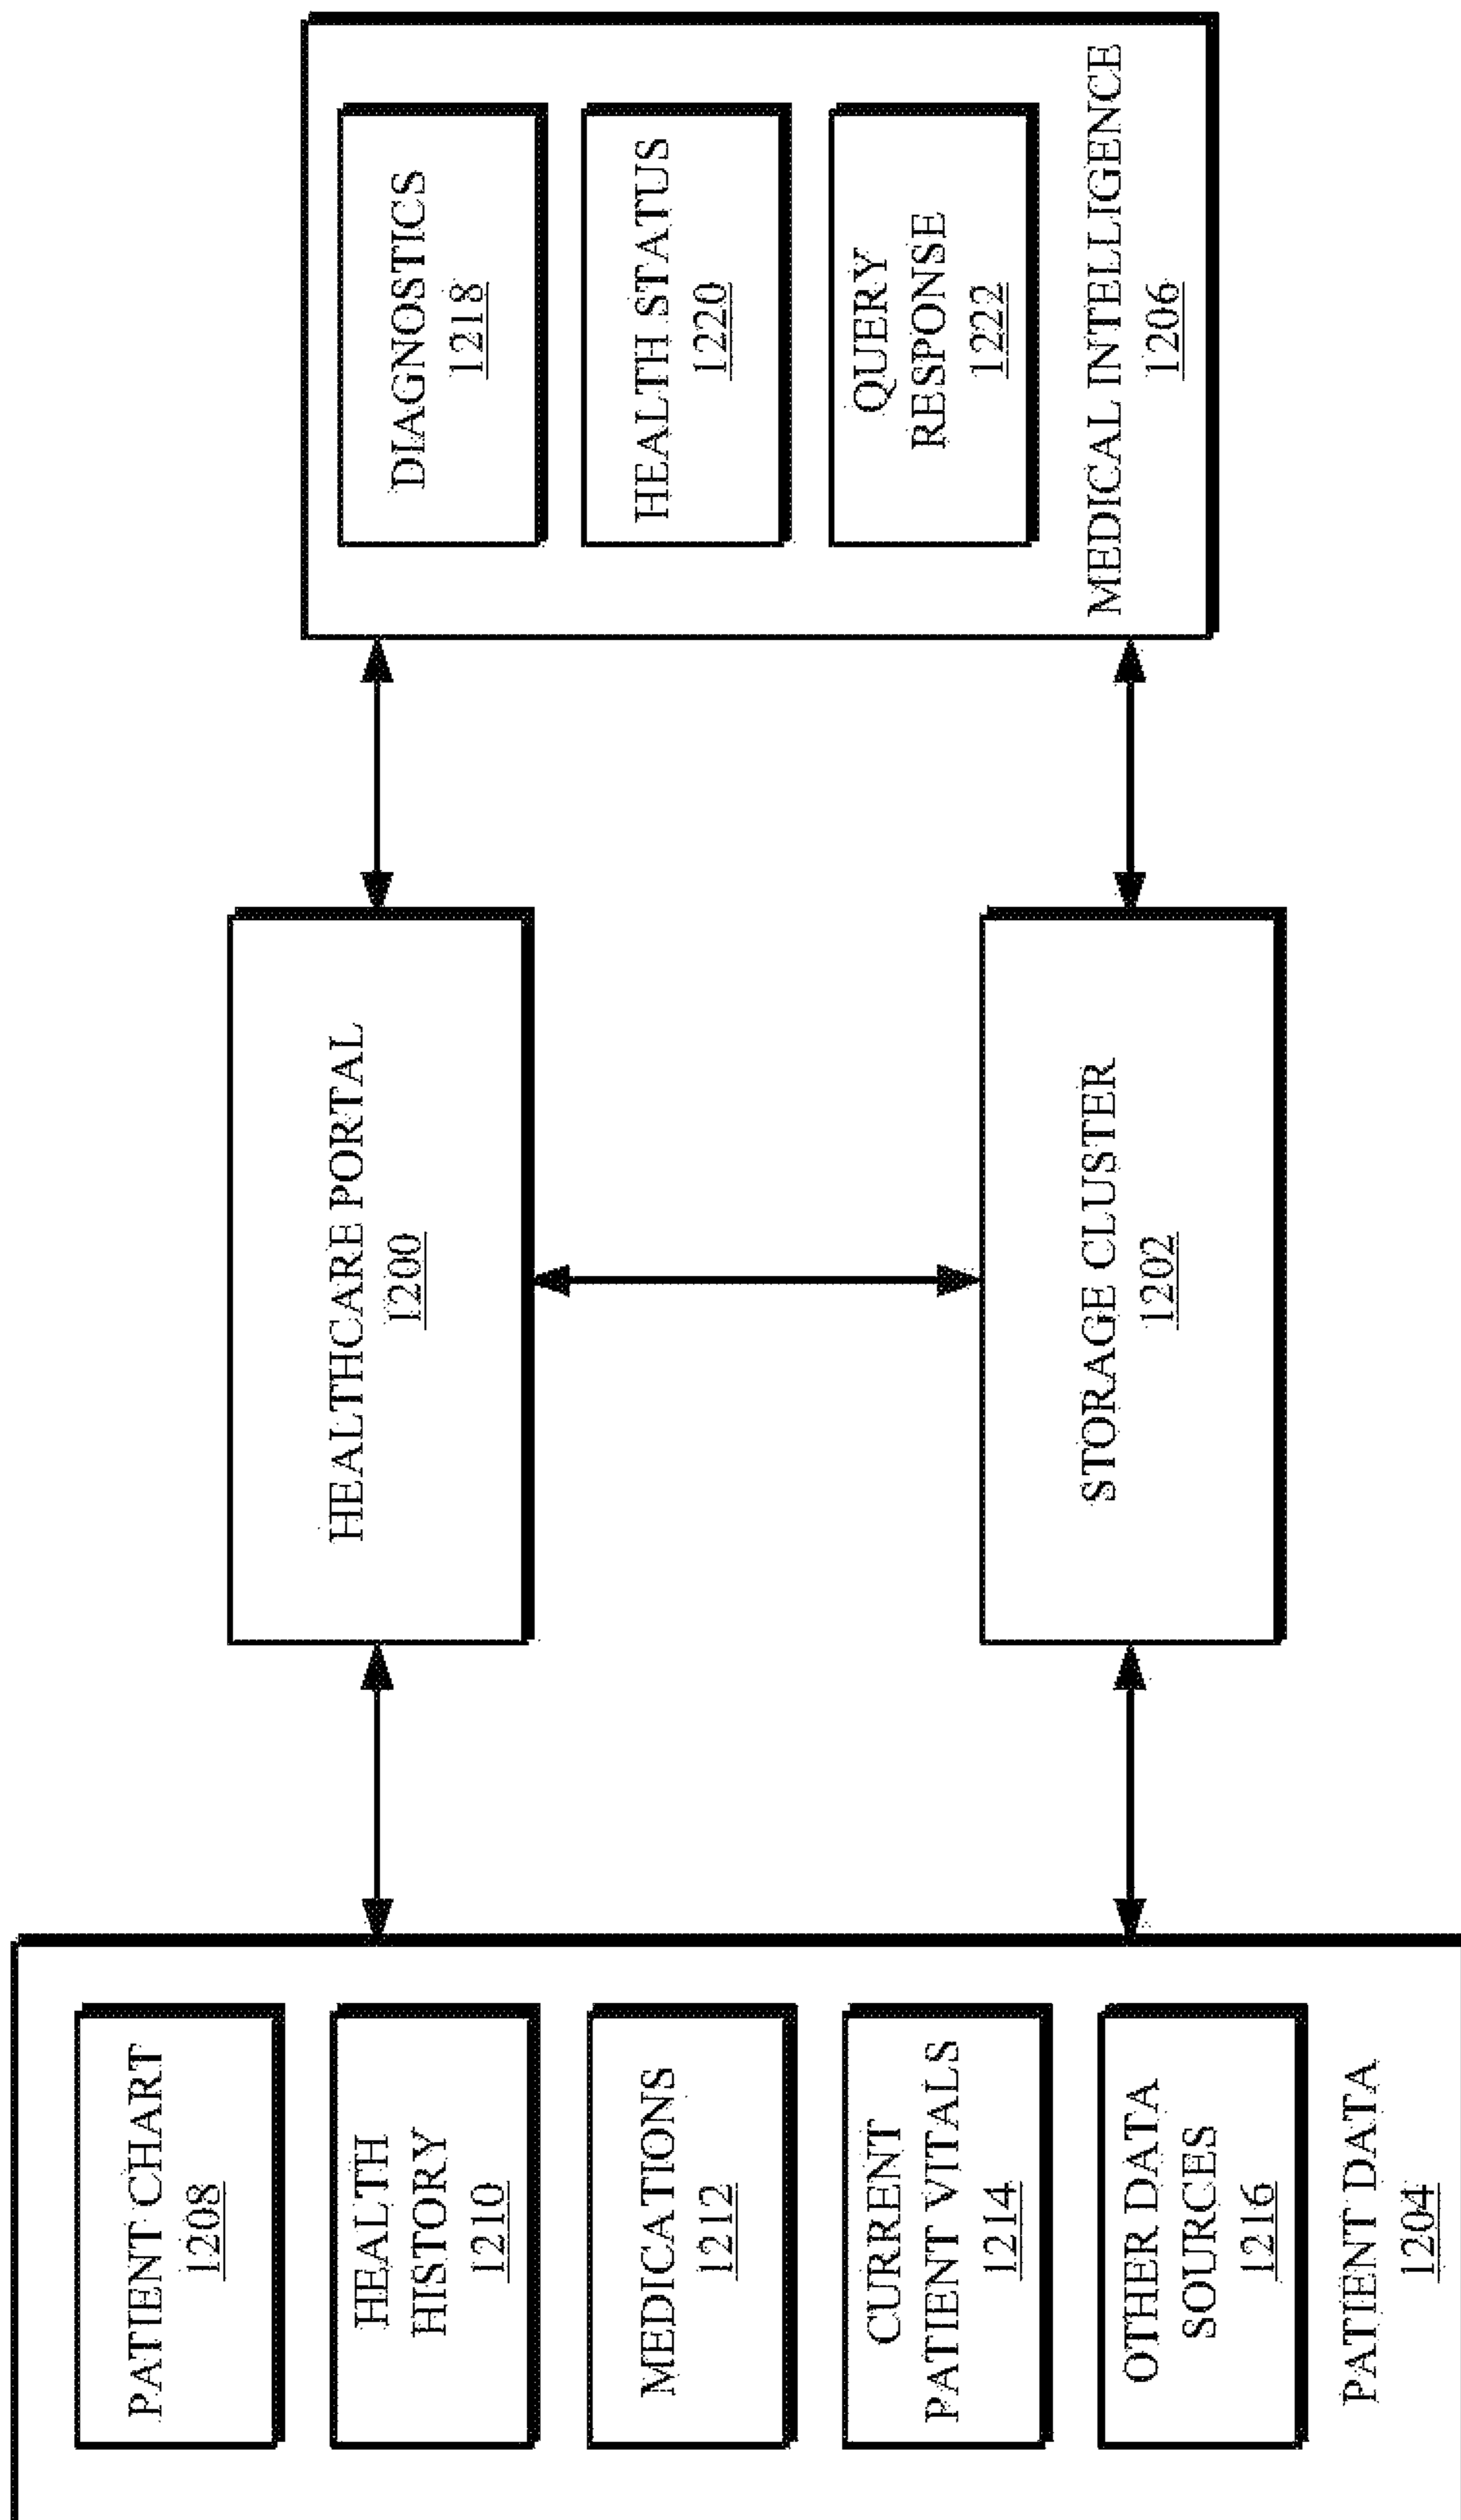 PATIENT CHART
1208
HEALTH
HISTORY
1210
MEDICATIONS
1212
CURRENT
PATIENT VITALS
1214
OTHER DATA
SOURCES
1216
PATIENT DATA
1204
HEALTHCARE PORTAL
1200
STORAGE CLUSTER
1202
DIAGNOSTICS
1218
HEALTH STATUS
1220
QUERY
RESPONSE
1222
MEDICAL INTELLIGENCE
1206